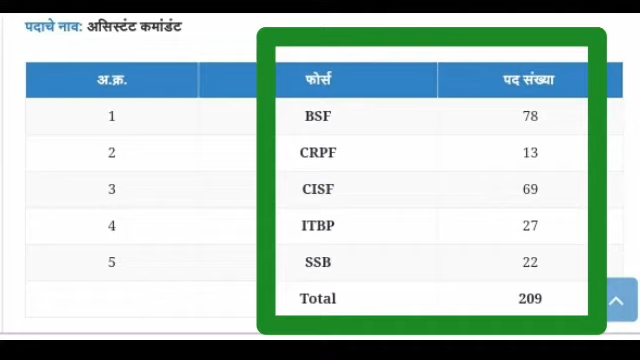 पदाचे नाव: असिस्टंट कमांडंट
अ.क्र. फोर्स पद संख्या
1 BSF 78
2 CRPF 13
3 CISF 69
4 ITBP 27
5 SSB 22
Total 209